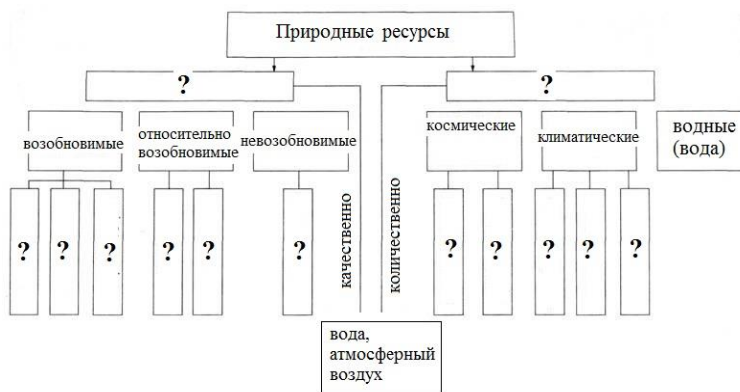 Природные ресурсы
?
?
возобновимые
относительно
возобновимые
невозобновимые
космические
климатические
водные
(вода)
?
?
?
?
?
?
качественно
количественно
?
?
?
?
?
вода,
атмосферный
воздух